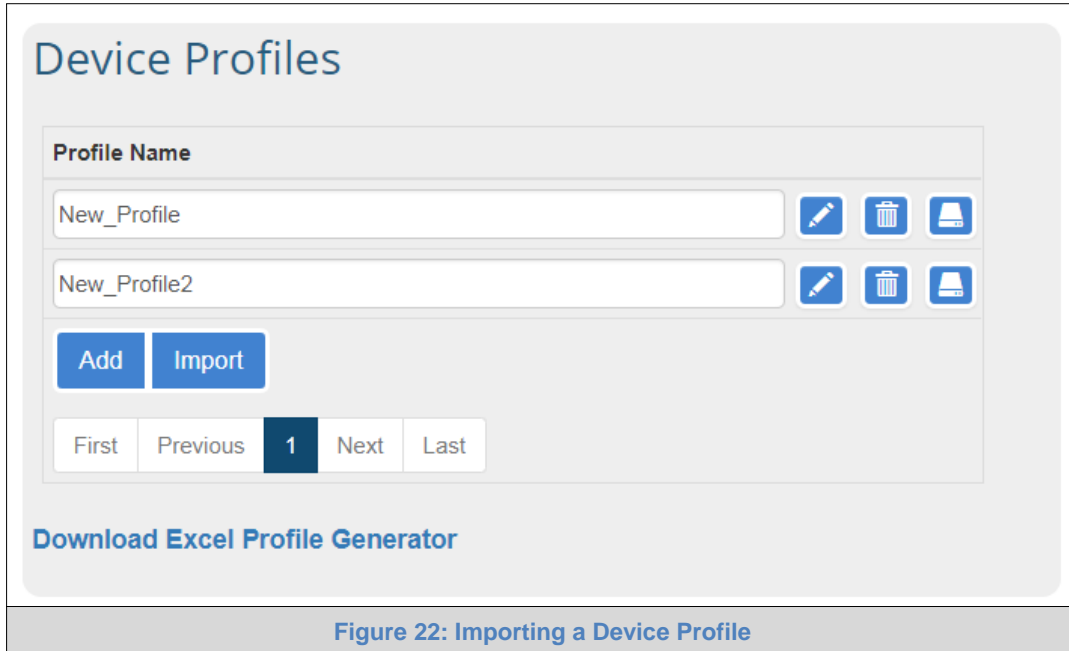 Device Profiles
Profile Name
New_Profile
New_Profile2
Add Import
First Previous 1 Next Last
Download Excel Profile Generator
Figure 22: Importing a Device Profile